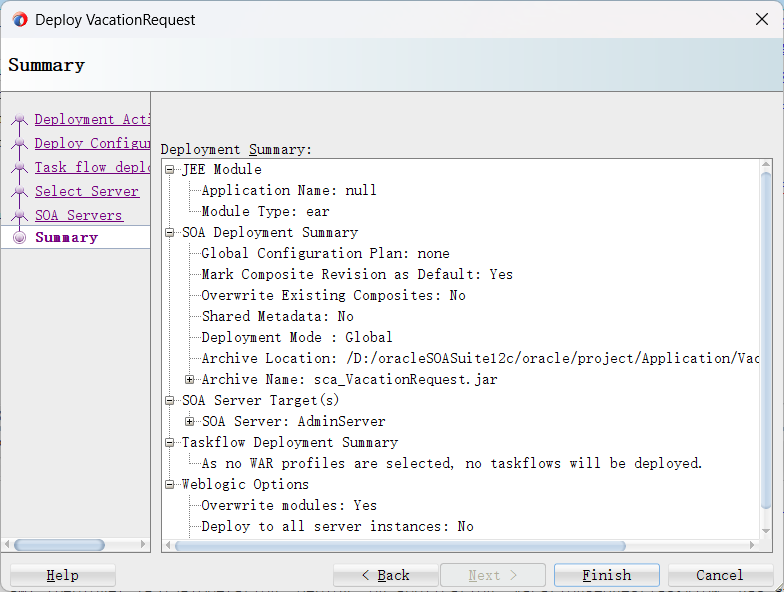 Deploy VacationRequest
Summary
Deployment Acti
Deploy Configur
Task flow deplo
Select Server
SOA Servers
Summary
Deployment Summary:
JEE Module
Application Name: null
Module Type: ear
SOA Deployment Summary
Global Configuration Plan: none
Mark Composite Revision as Default: Yes
Overwrite Existing Composites: No
Shared Metadata: No
Deployment Mode : Global
Archive Location: /D:/oracleSOASuite12c/oracle/project/Application/Vac
Archive Name: sca_VacationRequest.jar
SOA Server Target(s)
SOA Server: AdminServer
Taskflow Deployment Summary
As no WAR profiles are selected, no taskflows will be deployed.
Weblogic Options
Overwrite modules: Yes
Deploy to all server instances: No
Help
< Back
Next >
Finish
Cancel